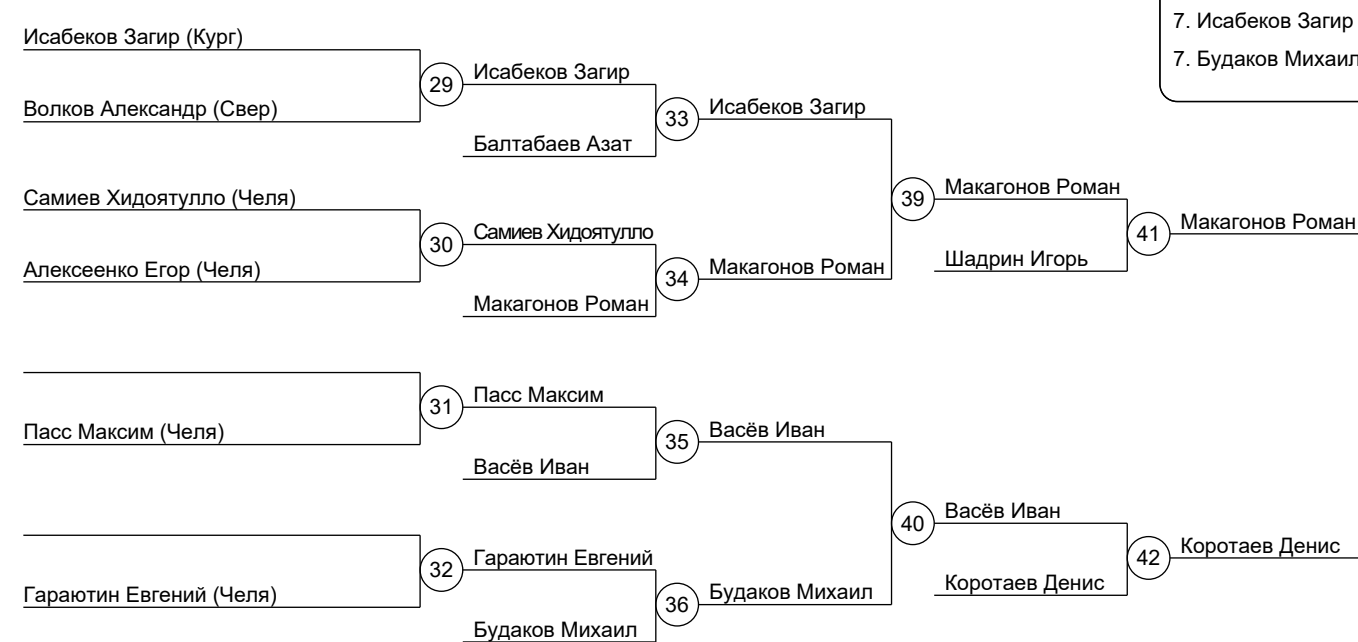 7. Исабеков Загир
7. Будаков Михаил
Исабеков Загир (Кург)
29
Исабеков Загир
Волков Александр (Свер)
33
Исабеков Загир
Балтабаев Азат
Самиев Хидоятулло (Челя)
39
Макагонов Роман
30
Самиев Хидоятулло
41
Макагонов Роман
Алексеенко Егор (Челя)
34
Макагонов Роман
Шадрин Игорь
Макагонов Роман
31
Пасс Максим
Пасс Максим (Челя)
35
Васёв Иван
Васёв Иван
40
Васёв Иван
32
Гараютин Евгений
42
Коротаев Денис
Гараютин Евгений (Челя)
36
Будаков Михаил
Коротаев Денис
Будаков Михаил